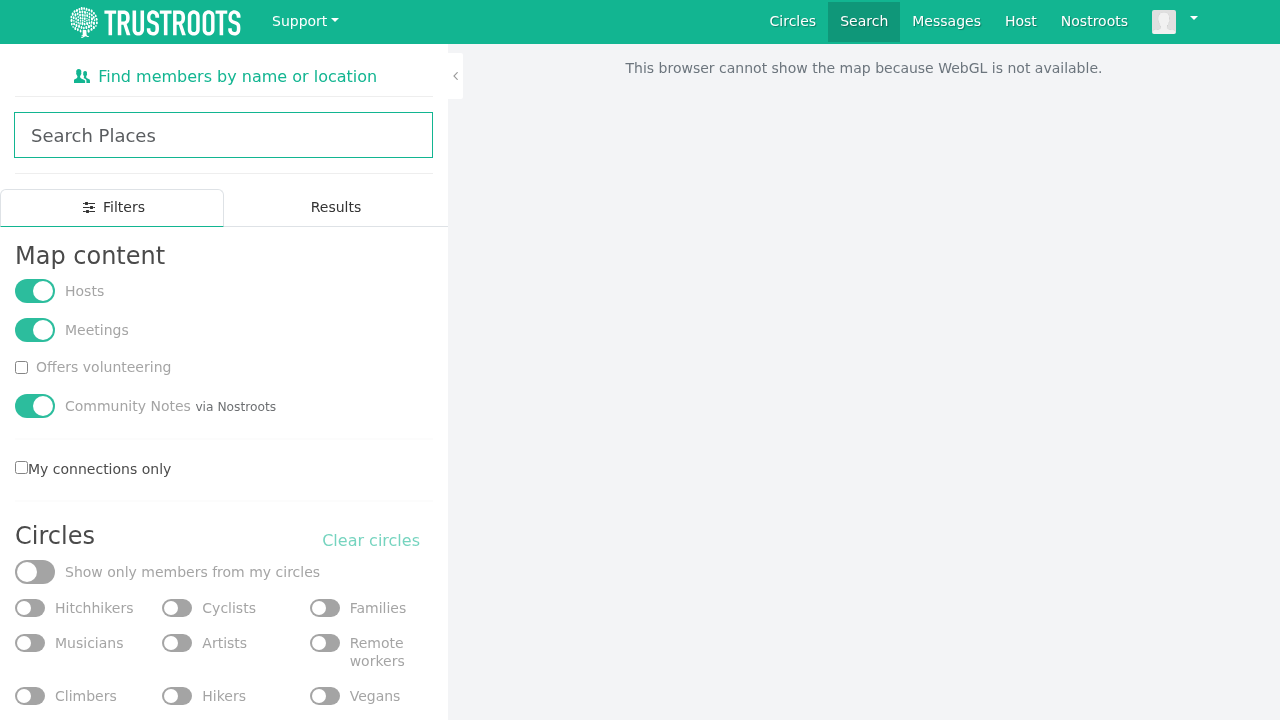 TRUSTROOTS
Support
Circles
Search
Messages
Host
Nostroots
Find members by name or location
This browser cannot show the map because WebGL is not available.
Search Places
Filters
Results
Map content
Hosts
Meetings
Offers volunteering
Community Notes via Nostroots
My connections only
Circles
Clear circles
Show only members from my circles
Hitchhikers
Cyclists
Families
Musicians
Artists
Remote
workers
Climbers
Hikers
Vegans